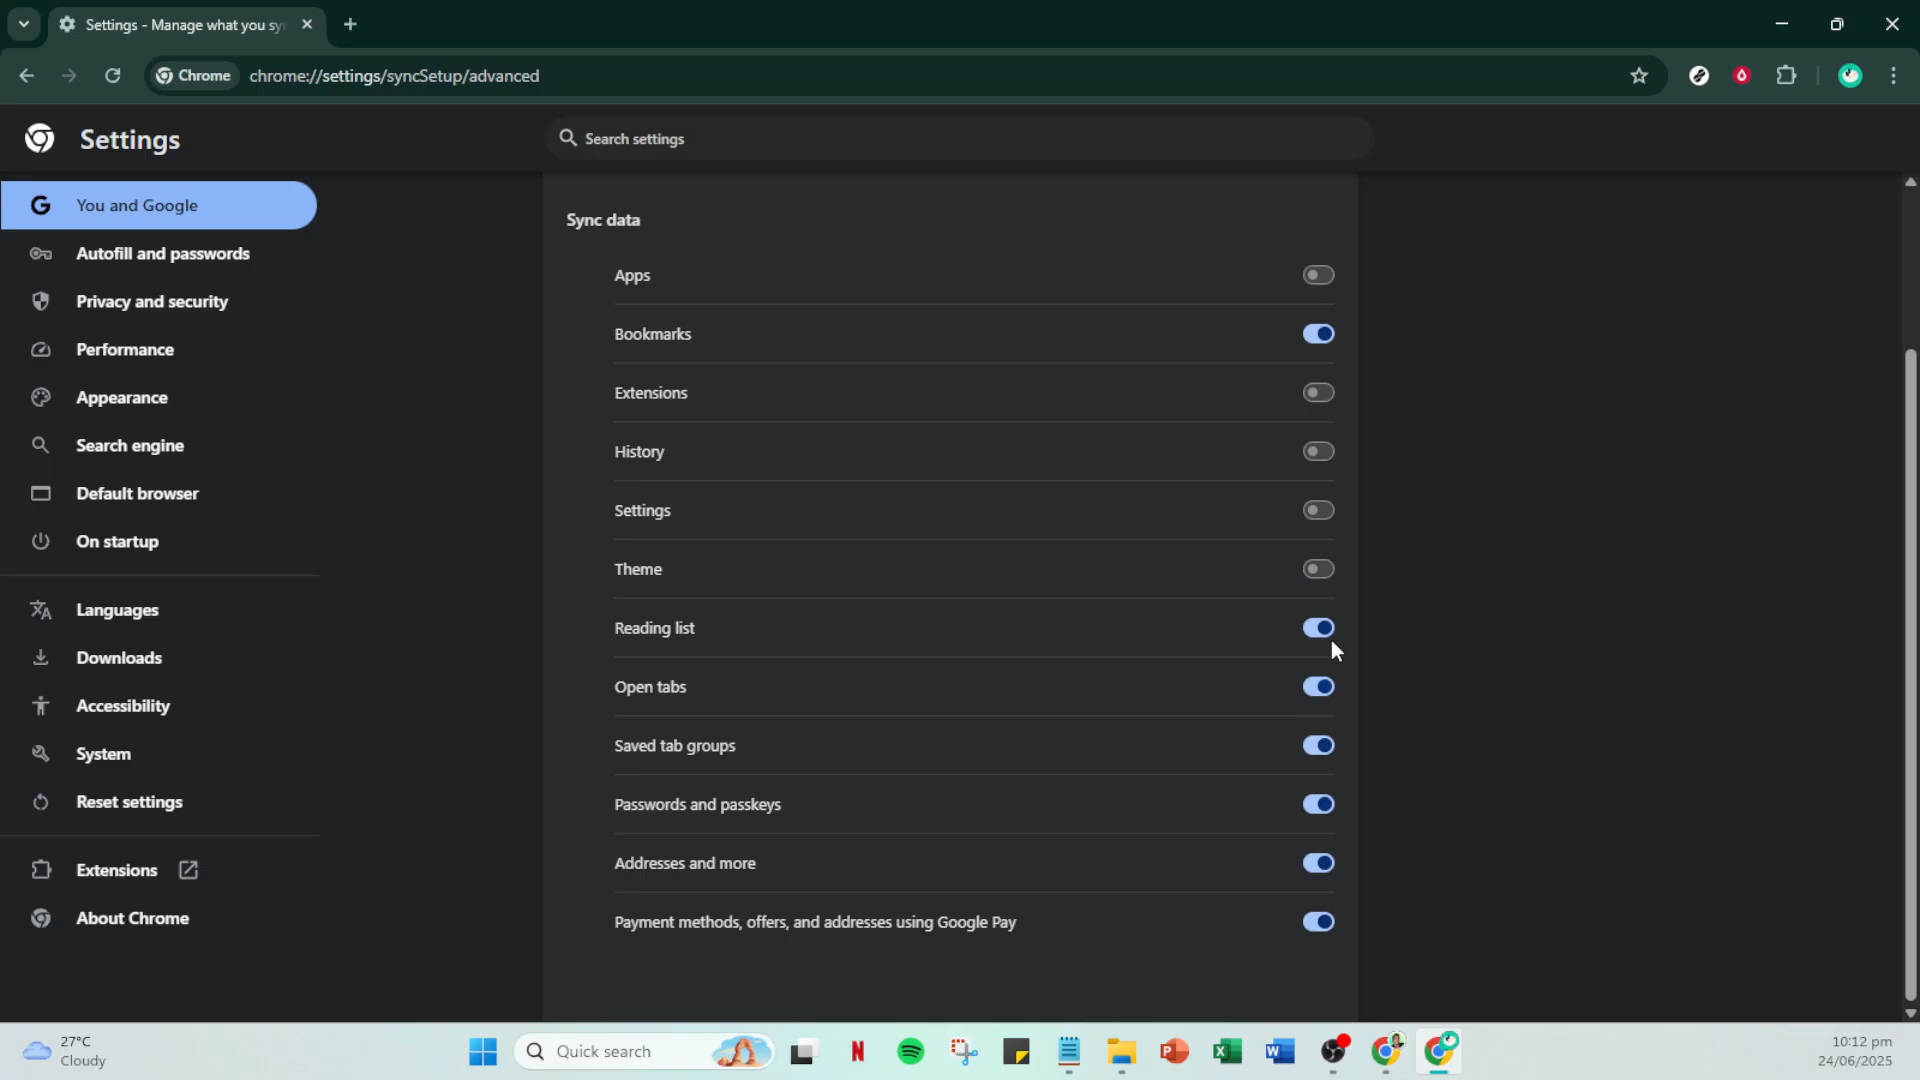 Settings - Manage what you sy
Chrome
chrome://settings/syncSetup/advanced
Settings
Search settings
You and Google
Autofill and passwords
Privacy and security
Performance
Appearance
Search engine
Default browser
On startup
Languages
Downloads
Accessibility
System
Reset settings
Extensions
About Chrome
Sync data
Apps
Bookmarks
Extensions
History
Settings
Theme
Reading list
Open tabs
Saved tab groups
Passwords and passkeys
Addresses and more
Payment methods, offers, and addresses using Google Pay
27°C
Cloudy
Quick search
10:12 pm
24/06/2025